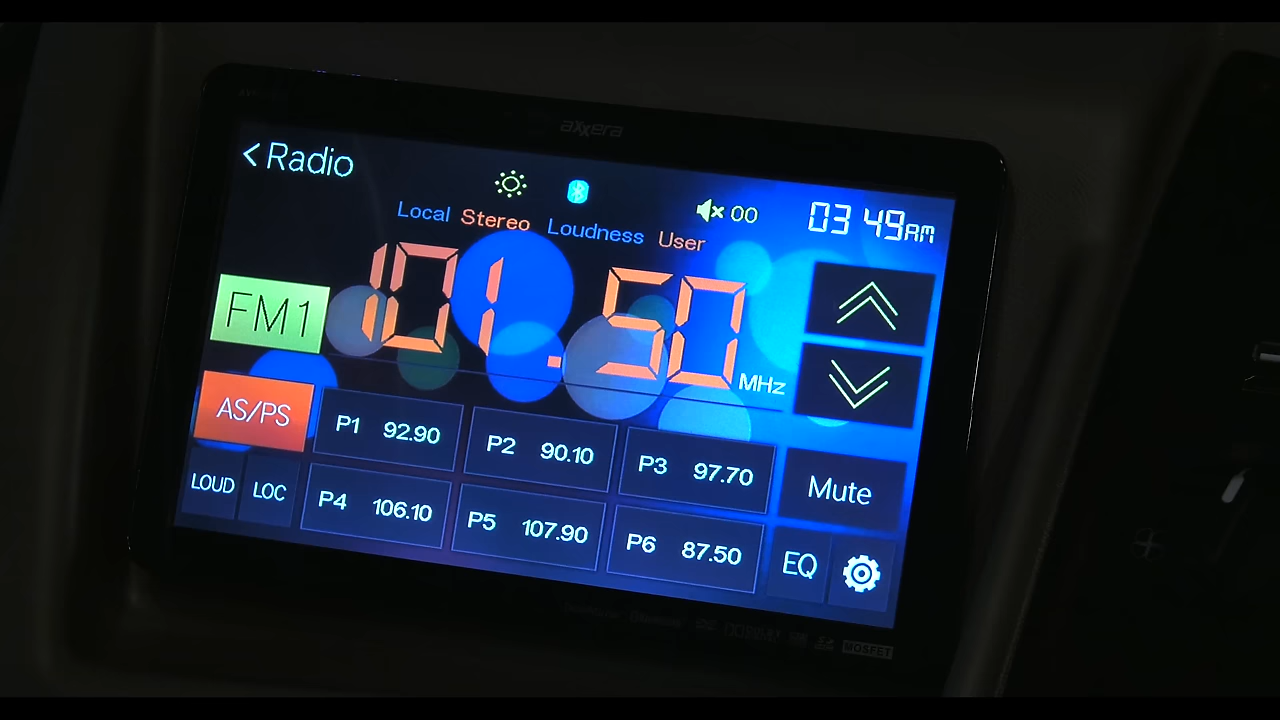 axxera
< Radio
00
03 49AM
Local Stereo Loudness User
FM1
101.50 MHz
AS/PS
P1 92.90
P2 90.10
P3 97.70
Mute
LOUD
LOC
P4 106.10
P5 107.90
P6 87.50
EQ
MOSFET